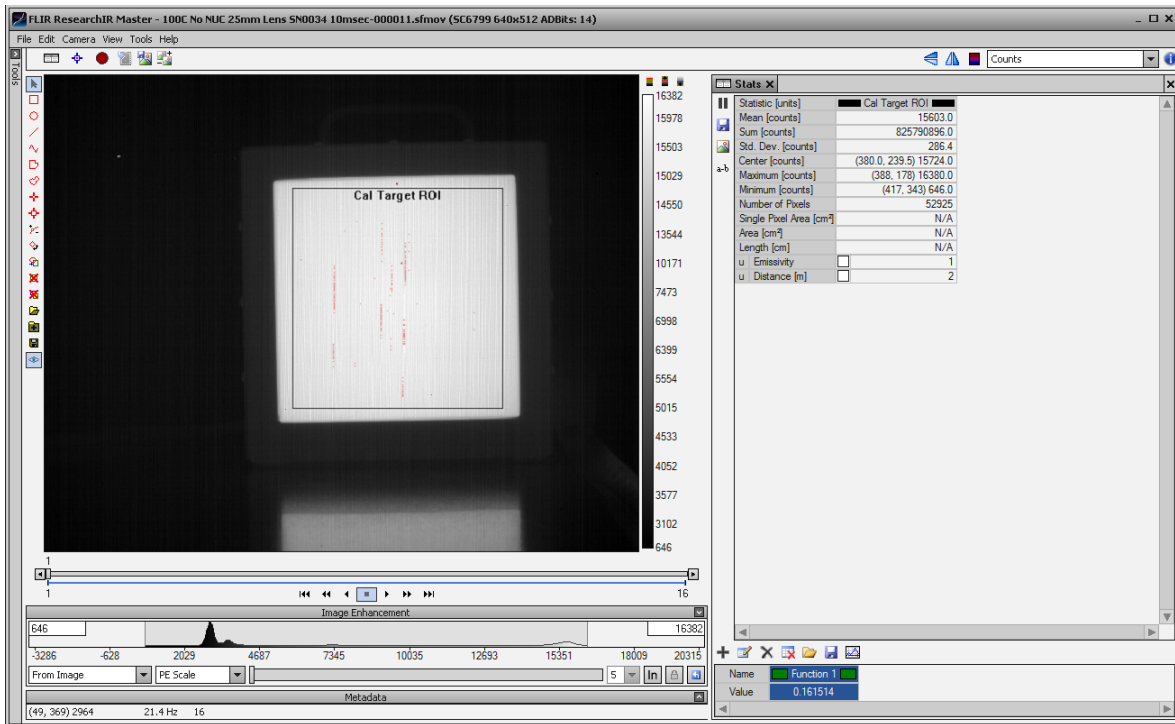 FLIR ResearchIR Master - 100C No NUC 25mm Lens SN0034 10msec-000011.sfmov (SC6799 640x512 ADBits: 14)
File Edit Camera View Tools Help
Counts
Tools
Cal Target ROI
16382
15978
15503
15029
14550
13544
10171
7473
6998
6399
5554
5015
4533
4052
3577
3102
646
1
1 16
Image Enhancement
646 16382
-3286 -628 2029 4687 7345 10035 12693 15351 18009 20315
From Image PE Scale 5 In
Metadata
(49, 369) 2964 21.4 Hz 16
Stats X
a-b
Statistic [units] Cal Target ROI
Mean [counts] 15603.0
Sum [counts] 825790896.0
Std. Dev. [counts] 286.4
Center [counts] (380.0, 239.5) 15724.0
Maximum [counts] (388, 178) 16380.0
Minimum [counts] (417, 343) 646.0
Number of Pixels 52925
Single Pixel Area [cm²] N/A
Area [cm²] N/A
Length [cm] N/A
u Emissivity 1
u Distance [m] 2
Name Function 1
Value 0.161514